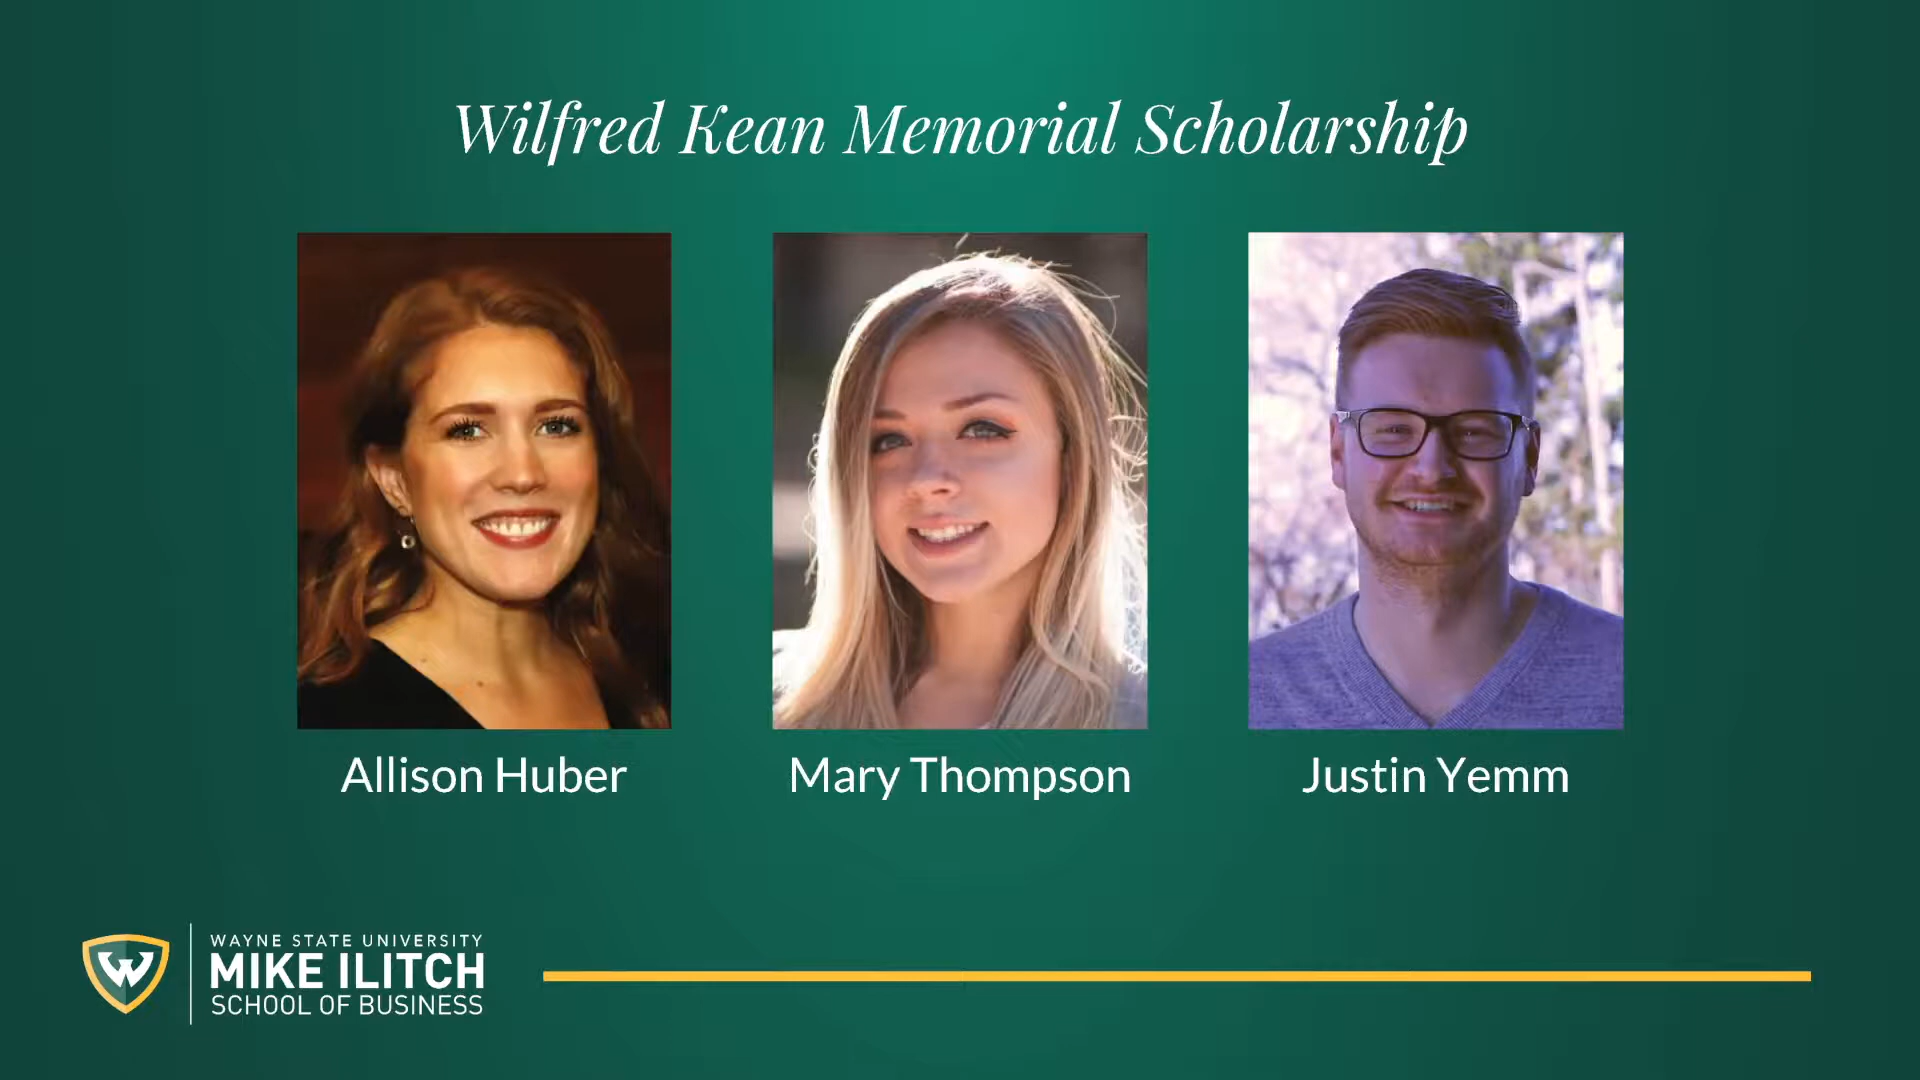 Wilfred Kean Memorial Scholarship
Allison Huber
Mary Thompson
Justin Yemm
W
WAYNE STATE UNIVERSITY
MIKE ILITCH
SCHOOL OF BUSINESS